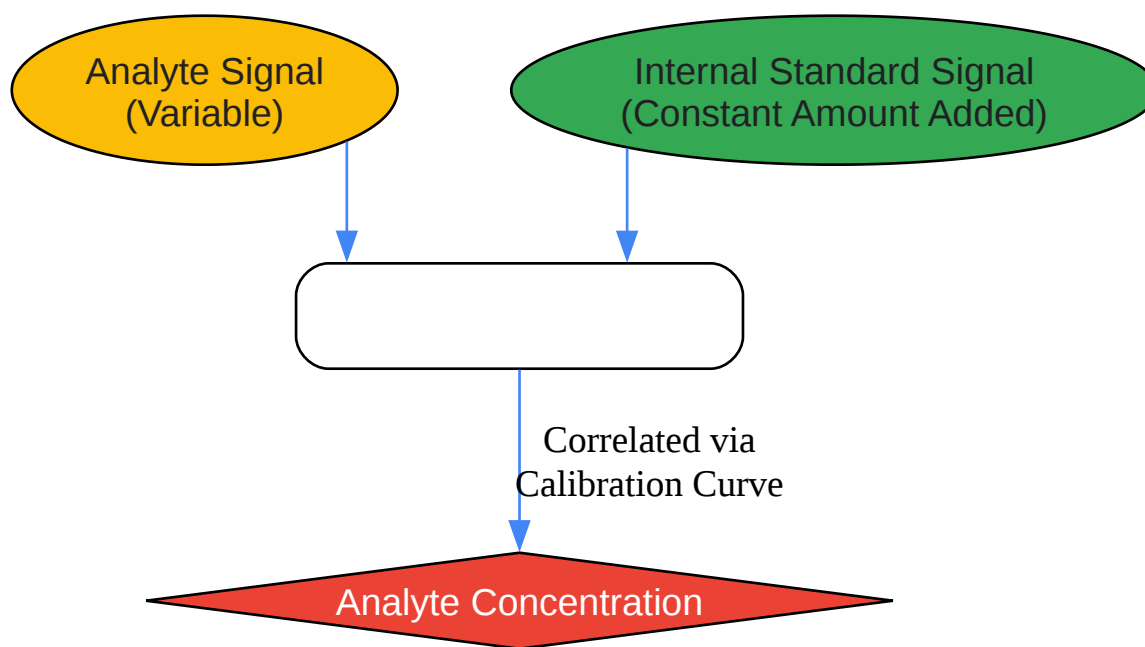 Analyte Signal
(Variable)
Internal Standard Signal
(Constant Amount Added)
Correlated via
Calibration Curve
Analyte Concentration